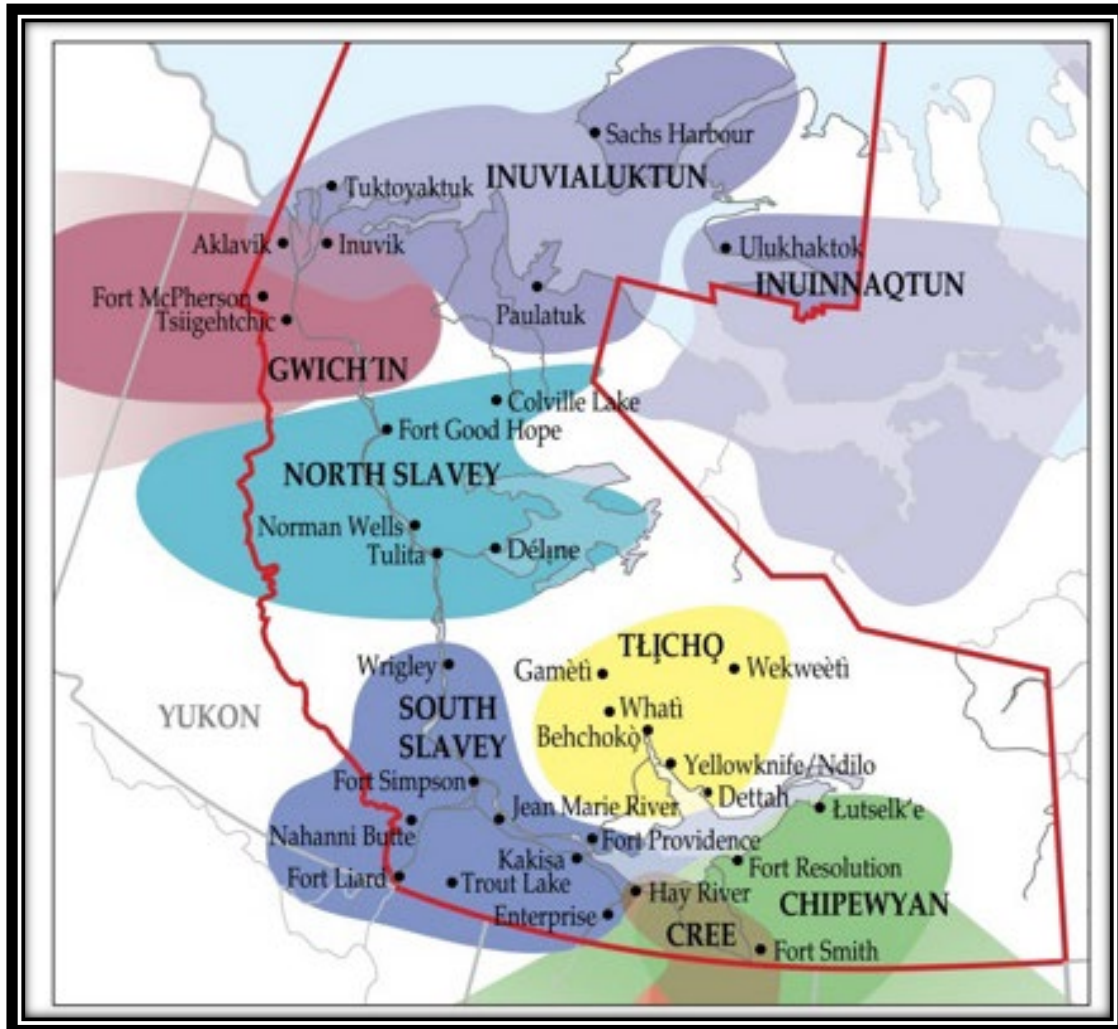 Sachs Harbour
INUVIALUKTUN
Tuktoyaktuk
Aklavik
Inuvik
Ulukhaktok
INUINNAQTUN
Fort McPherson
Tsiigehtchic
Paulatuk
GWICH'IN
Colville Lake
Fort Good Hope
NORTH SLAVEY
Norman Wells
Tulita
Délı̨ne
TŁĮCHǪ
Wrigley
Gamètì
Wekweètì
YUKON
SOUTH
SLAVEY
Whatì
Behchokǫ̀
Yellowknife/Ndilo
Fort Simpson
Dettah
Jean Marie River
Łutselk'e
Nahanni Butte
Fort Providence
Kakisa
Fort Resolution
Fort Liard
Trout Lake
Hay River
CHIPEWYAN
Enterprise
CREE
Fort Smith